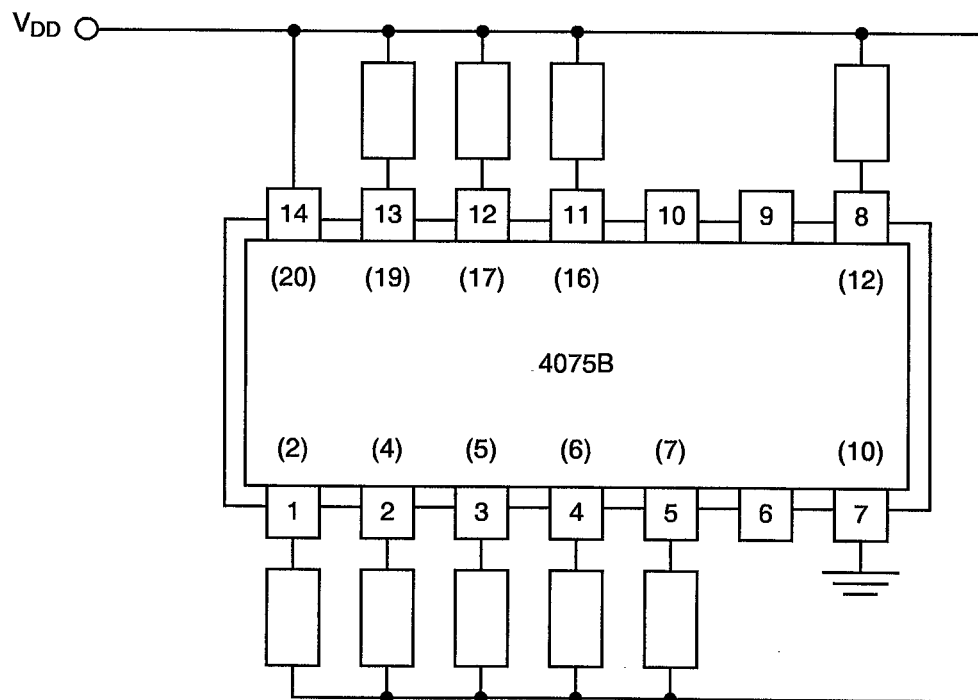 VDD
14 13 12 11 10 9 8
(20) (19) (17) (16) (12)
4075B
(2) (4) (5) (6) (7) (10)
1 2 3 4 5 6 7